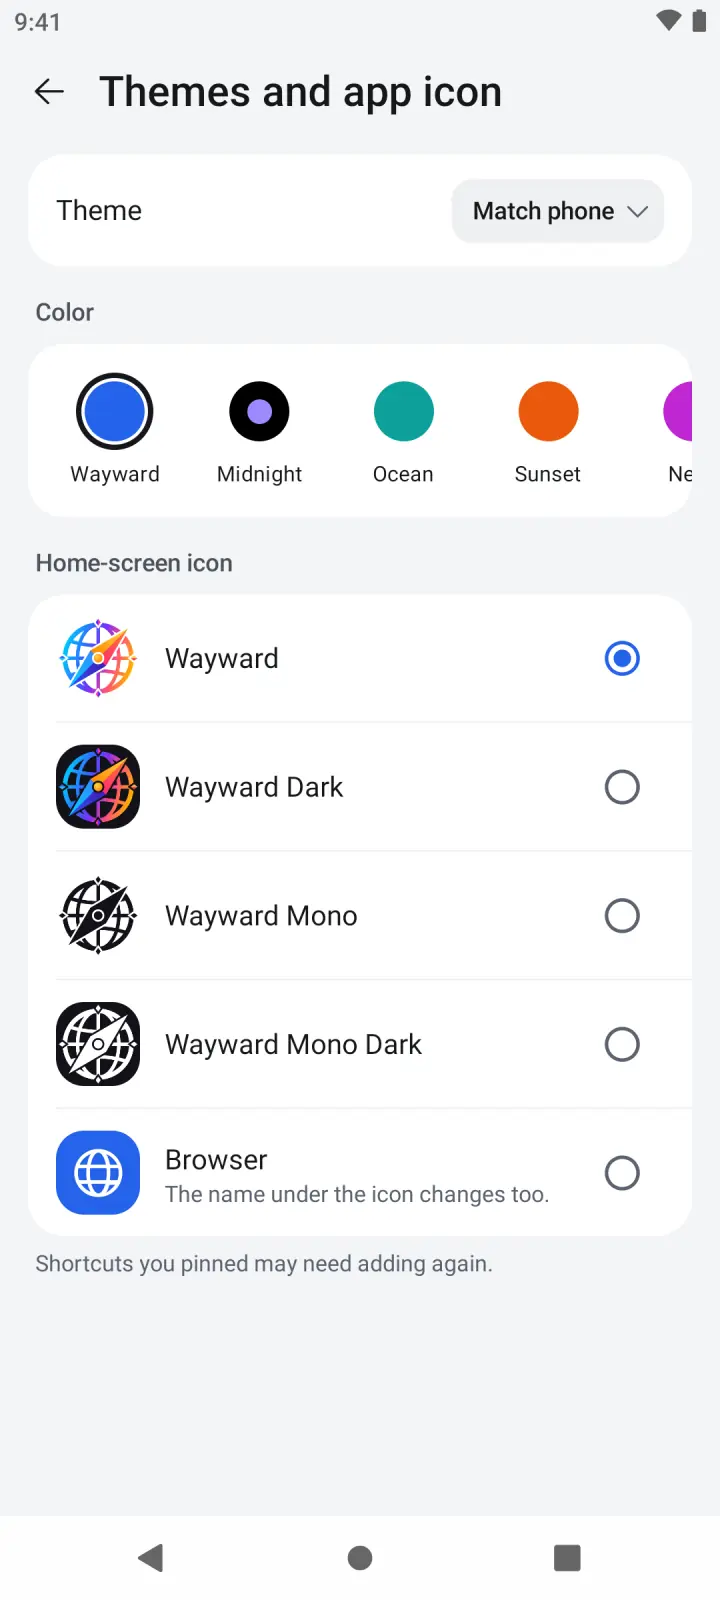 9:41
Themes and app icon
Theme
Match phone
Color
Wayward
Midnight
Ocean
Sunset
Ne
Home-screen icon
Wayward
Wayward Dark
Wayward Mono
Wayward Mono Dark
Browser
The name under the icon changes too.
Shortcuts you pinned may need adding again.